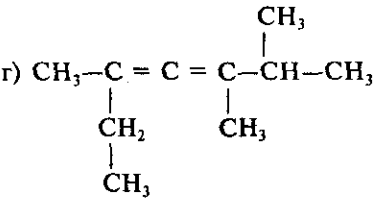 CH₃
г) CH₃–C = C = C–CH–CH₃
CH₂ CH₃
CH₃